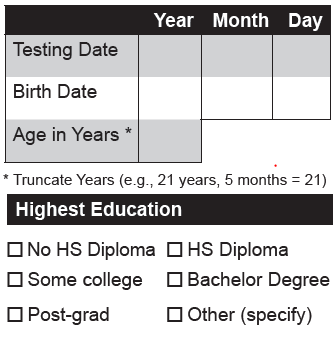 Year Month Day
Testing Date
Birth Date
Age in Years *
* Truncate Years (e.g., 21 years, 5 months = 21)
Highest Education
No HS Diploma HS Diploma
Some college Bachelor Degree
Post-grad Other (specify)